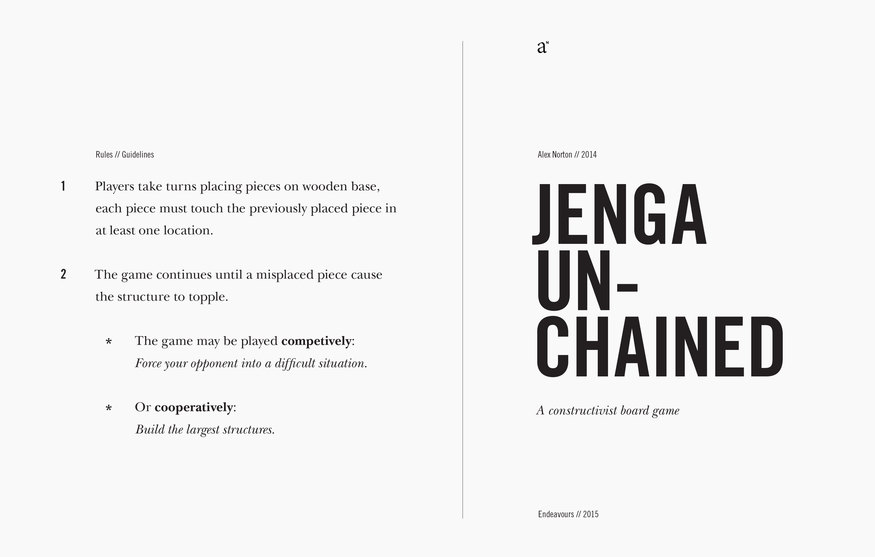 Rules // Guidelines
1 Players take turns placing pieces on wooden base,
each piece must touch the previously placed piece in
at least one location.
2 The game continues until a misplaced piece cause
the structure to topple.
* The game may be played competively:
Force your opponent into a difficult situation.
* Or cooperatively:
Build the largest structures.
a
Alex Norton // 2014
JENGA
UN-
CHAINED
A constructivist board game
Endeavours // 2015